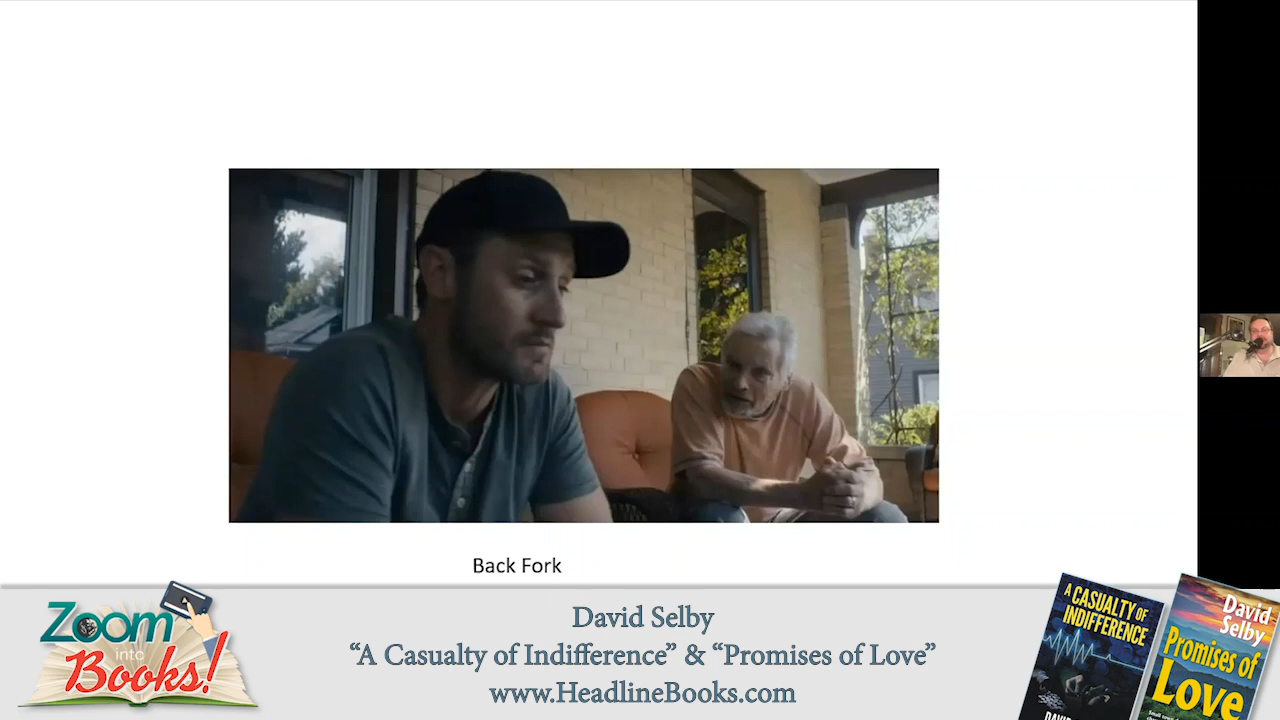 Back Fork
Zoom
into
Books!
David Selby
“A Casualty of Indifference” & “Promises of Love”
www.HeadlineBooks.com
A CASUALTY OF
INDIFFERENCE
David
Selby
Promises of
Love